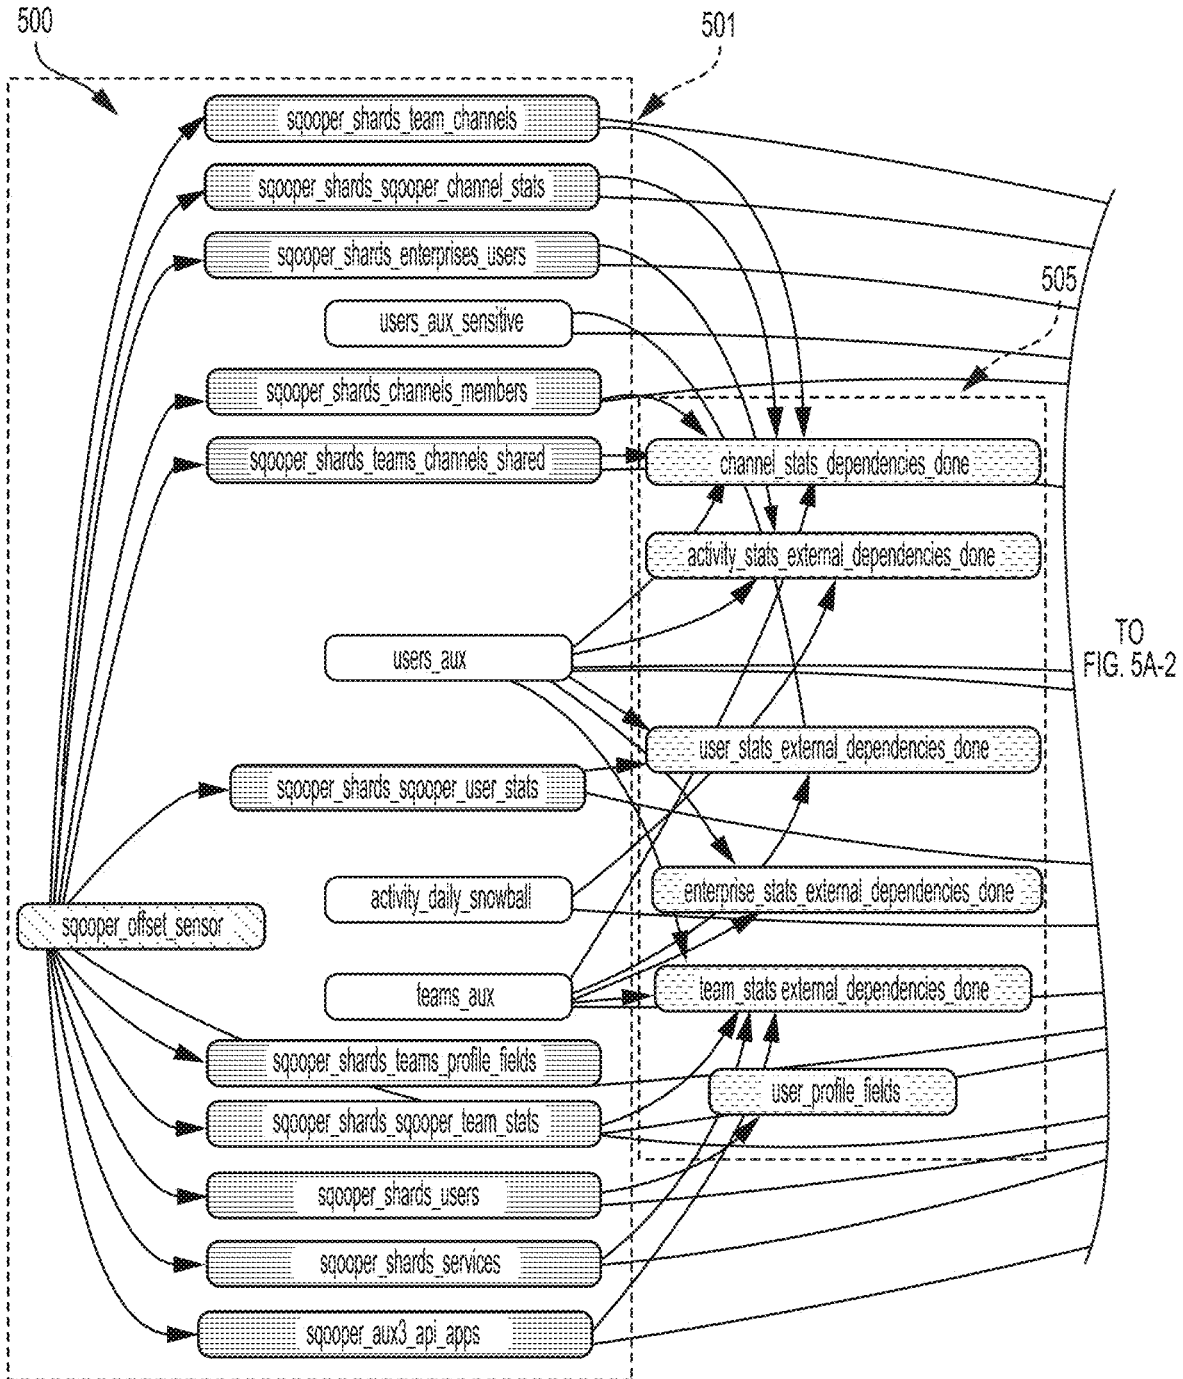 500
501
sqooper_shards_team_channels
sqooper_shards_sqooper_channel_stats
sqooper_shards_enterprises_users
505
users_aux_sensitive
sqooper_shards_channels_members
sqooper_shards_teams_channels_shared
channel_stats_dependencies_done
activity_stats_external_dependencies_done
users_aux
TO
FIG. 5A-2
user_stats_external_dependencies_done
sqooper_shards_sqooper_user_stats
activity_daily_snowball
enterprise_stats_external_dependencies_done
sqooper_offset_sensor
teams_aux
team_stats external_dependencies_done
sqooper_shards_teams_profile_fields
user_profile_fields
sqooper_shards_sqooper_team_stats
sqooper_shards_users
sqooper_shards_services
sqooper_aux3_api_apps